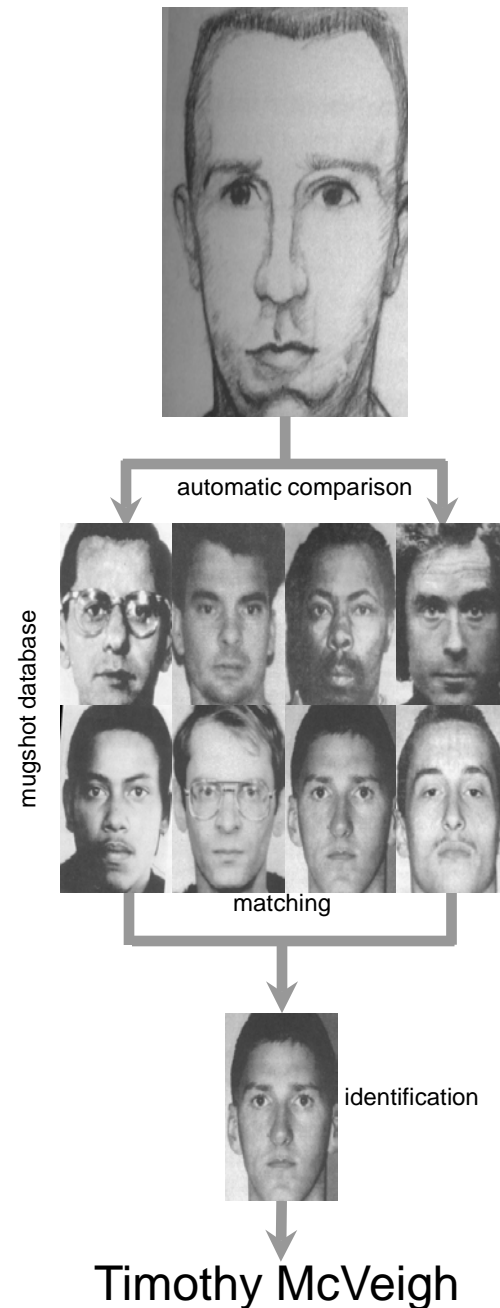 automatic comparison
mugshot database
matching
identification
Timothy McVeigh